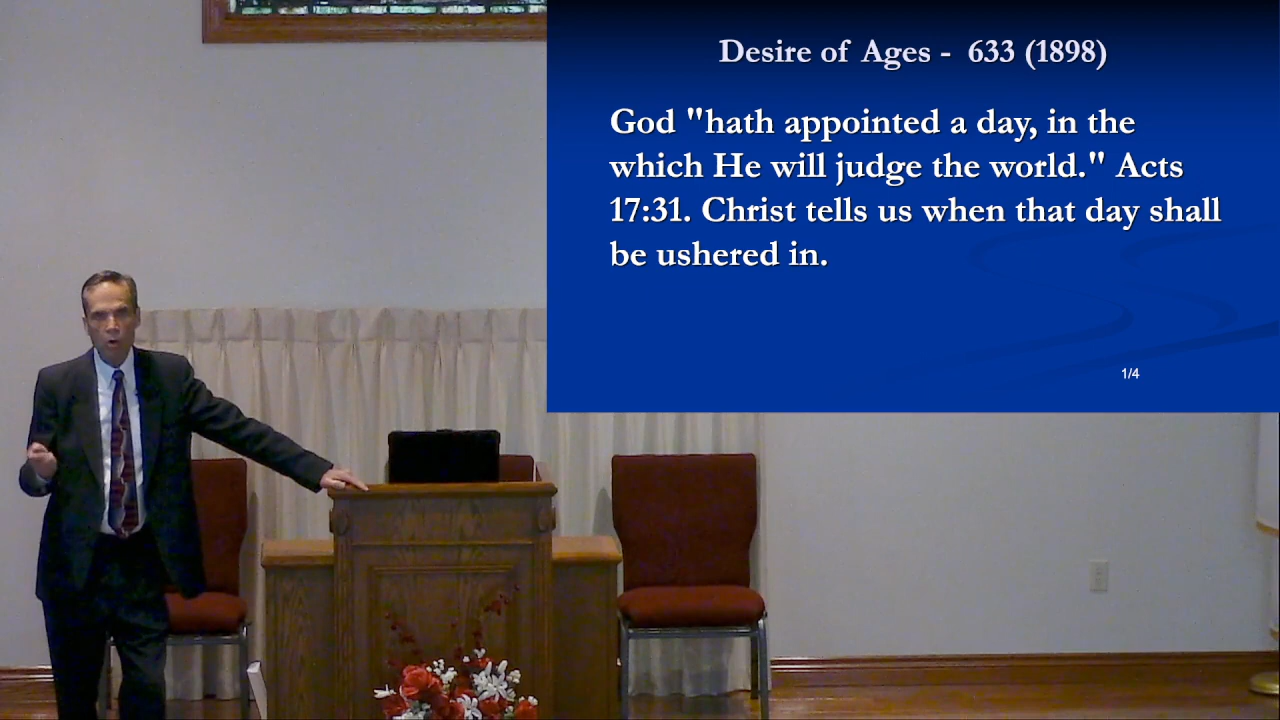 Desire of Ages - 633 (1898)
God "hath appointed a day, in the
which He will judge the world." Acts
17:31. Christ tells us when that day shall
be ushered in.
1/4